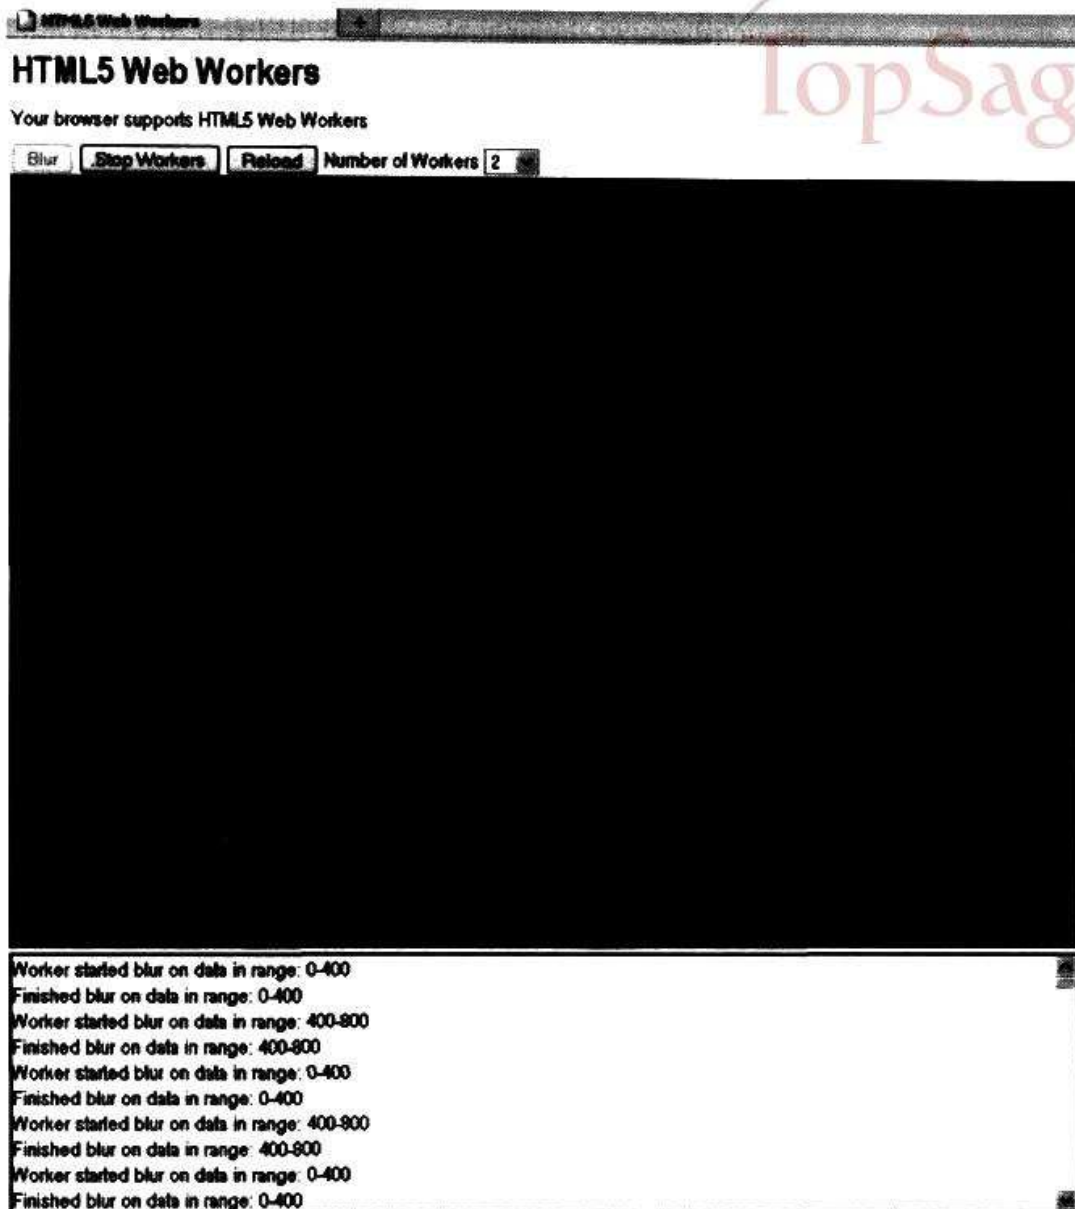 HTML5 Web Workers
TopSag
HTML5 Web Workers
Your browser supports HTML5 Web Workers
Blur Stop Workers Reload Number of Workers 2
Worker started blur on data in range: 0-400
Finished blur on data in range: 0-400
Worker started blur on data in range: 400-800
Finished blur on data in range: 400-800
Worker started blur on data in range: 0-400
Finished blur on data in range: 0-400
Worker started blur on data in range: 400-800
Finished blur on data in range: 400-800
Worker started blur on data in range: 0-400
Finished blur on data in range: 0-400